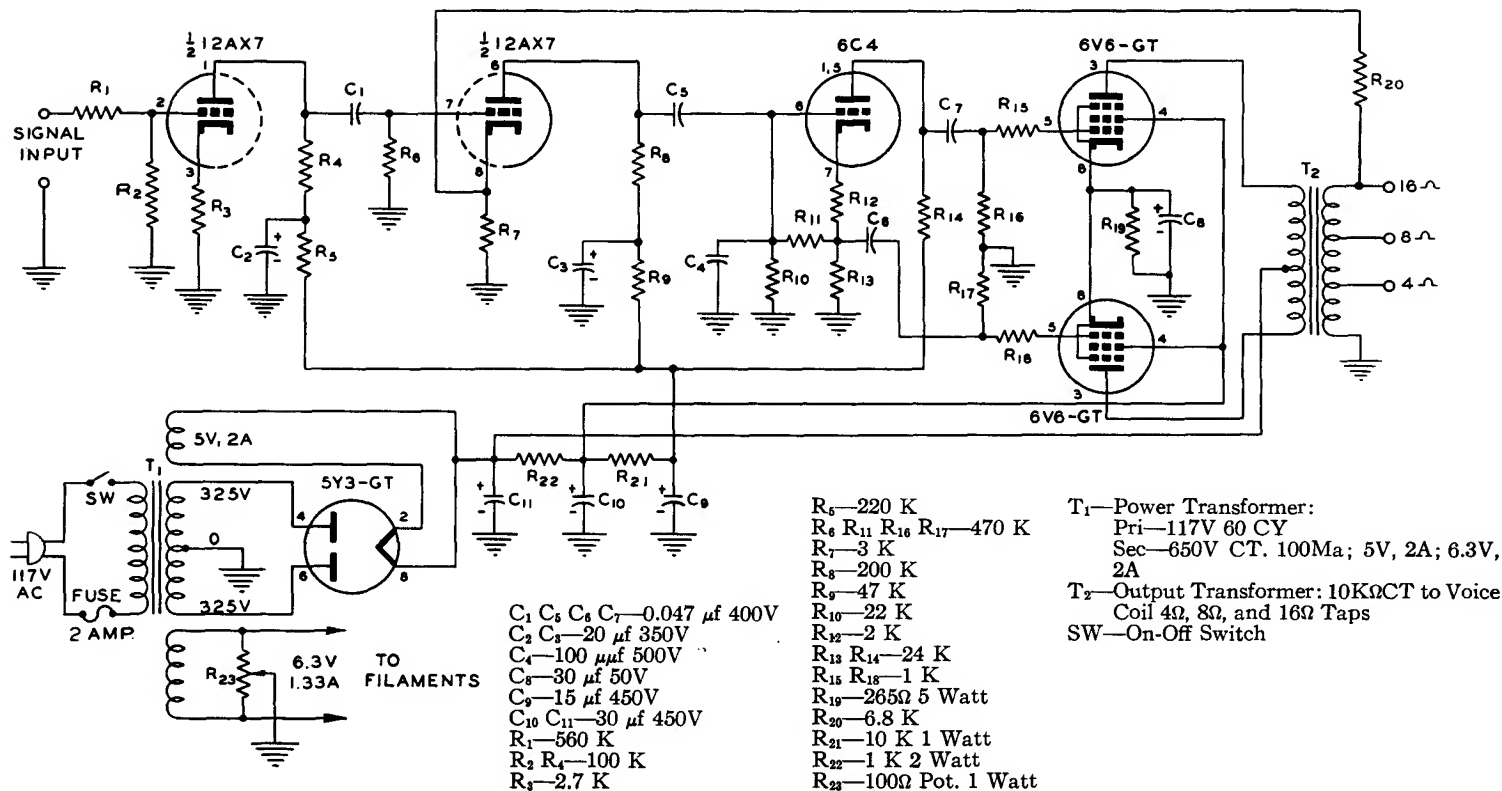 ½12AX7
½12AX7
6C4
6V6-GT
R1
SIGNAL
INPUT
2
1
3
R2
R3
C1
R4
C2
+
-
R5
R6
7
6
8
R7
C5
R8
C3
+
-
R9
6
1,5
7
R12
R11
C6
C4
R10
R13
C7
R14
R15
R16
R17
R18
5
3
4
8
R19
+
-
C8
8
5
4
3
6V6-GT
T2
R20
16
8
4
5V, 2A
T1
325V
0
325V
SW
117V
AC
FUSE
2 AMP.
5Y3-GT
4
6
2
8
R22
R21
+
-
C11
+
-
C10
+
-
C9
R23
6.3V
1.33A
TO
FILAMENTS
C1 C5 C6 C7—0.047 μf 400V
C2 C3—20 μf 350V
C4—100 μμf 500V
C8—30 μf 50V
C9—15 μf 450V
C10 C11—30 μf 450V
R1—560 K
R2 R4—100 K
R3—2.7 K
R5—220 K
R6 R11 R16 R17—470 K
R7—3 K
R8—200 K
R9—47 K
R10—22 K
R12—2 K
R13 R14—24 K
R15 R18—1 K
R19—265Ω 5 Watt
R20—6.8 K
R21—10 K 1 Watt
R22—1 K 2 Watt
R23—100Ω Pot. 1 Watt
T1—Power Transformer:
Pri—117V 60 CY
Sec—650V CT. 100Ma; 5V, 2A; 6.3V,
2A
T2—Output Transformer: 10KΩCT to Voice
Coil 4Ω, 8Ω, and 16Ω Taps
SW—On-Off Switch